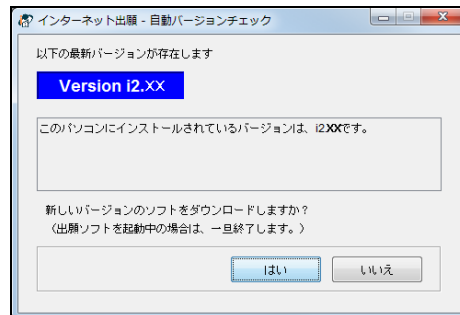 インターネット出願 - 自動バージョンチェック
以下の最新バージョンが存在します
Version i2.XX
このパソコンにインストールされているバージョンは、i2XXです。
新しいバージョンのソフトをダウンロードしますか？
（出願ソフトを起動中の場合は、一旦終了します。）
はい
いいえ